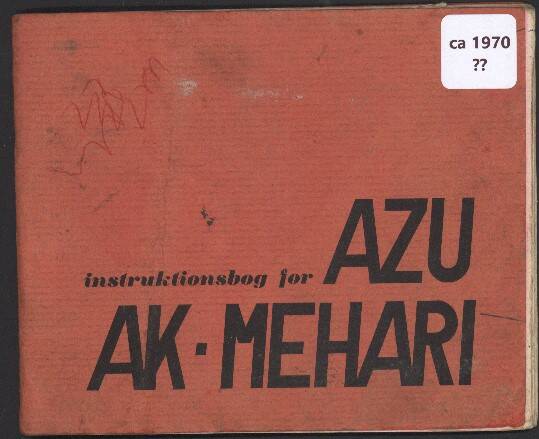 ca 1970
??
instruktionsbog for AZU
AK·MEHARI